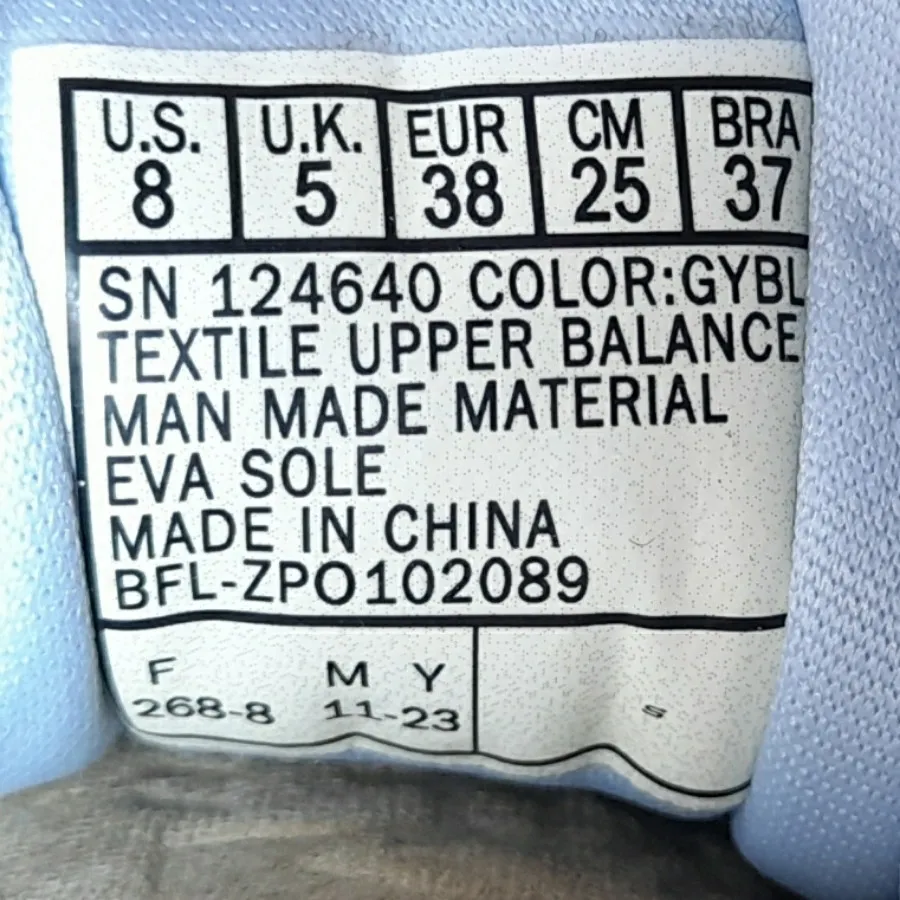 U.S. U.K. EUR CM BRA
8 5 38 25 37
SN 124640 COLOR:GYBL
TEXTILE UPPER BALANCE
MAN MADE MATERIAL
EVA SOLE
MADE IN CHINA
BFL-ZPO102089
F M Y
268-8 11-23
S